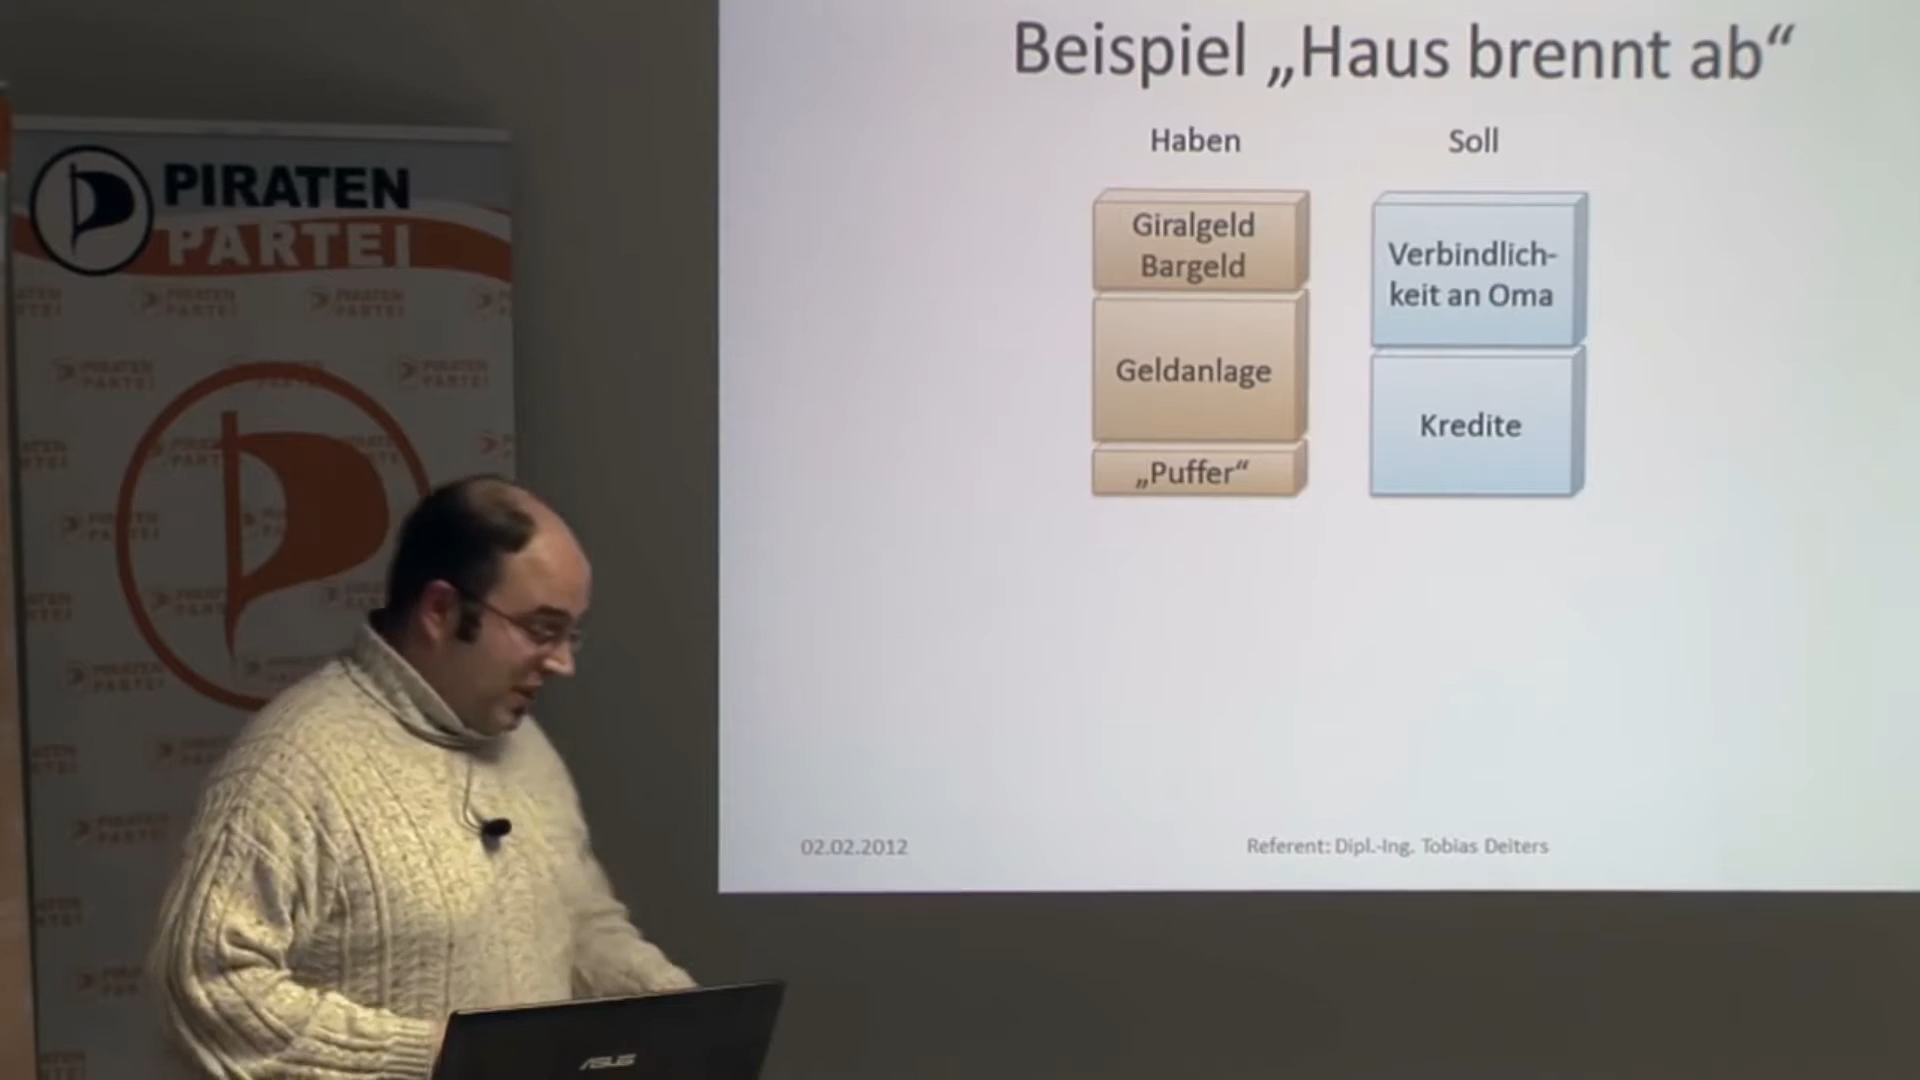 Beispiel „Haus brennt ab“
Haben
Soll
Giralgeld
Bargeld
Geldanlage
„Puffer“
Verbindlich-
keit an Oma
Kredite
02.02.2012
Referent: Dipl.-Ing. Tobias Deiters
PIRATEN
PARTEI
ASUS